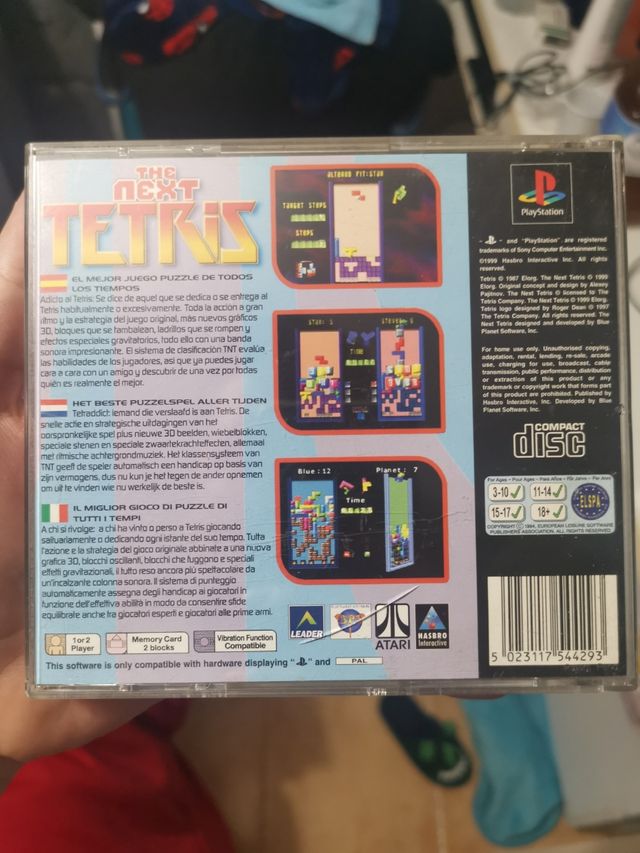 THE
NEXT
TETRIS
EL MEJOR JUEGO PUZZLE DE TODOS
LOS TIEMPOS
Adicto al Tetris: Se dice de aquel que se dedica o se entrega al
Tetris habitualmente o excesivamente. Toda la acción a gran
ritmo y la estrategia del juego original, más nuevos gráficos
3D, bloques que se tambalean, ladrillos que se rompen y
efectos especiales gravitatorios, todo ello con una banda
sonora impresionante. El sistema de clasificación TNT evalúa
las habilidades de los jugadores, así que ya puedes jugar
cara a cara con un amigo y descubrir de una vez por todas
quién es realmente el mejor.
HET BESTE PUZZELSPEL ALLER TIJDEN
Tetraddict: iemand die verslaafd is aan Tetris. De
snelle actie en strategische uitdagingen van het
oorspronkelijke spel plus nieuwe 3D beelden, wiebelblokken,
speciale stenen en speciale zwaartekrachteffecten, allemaal
met ritmische achtergrondmuziek. Het klassensysteem van
TNT geeft de speler automatisch een handicap op basis van
zijn vermogens, dus nu kun je het tegen de ander opnemen
om uit te vinden wie nu werkelijk de beste is.
IL MIGLIOR GIOCO DI PUZZLE DI
TUTTI I TEMPI
A chi si rivolge: a chi ha vinto o perso a Tetris giocando
saltuariamente o dedicando ogni istante del suo tempo. Tutta
l'azione e la strategia del gioco originale abbinate a una nuova
grafica 3D, blocchi oscillanti, blocchi che fuggono e speciali
effetti gravitazionali, il tutto reso ancora più spettacolare da
un'incalzante colonna sonora. Il sistema di punteggio
automaticamente assegna degli handicap ai giocatori in
funzione dell'effettiva abilità in modo da consentire sfide
equilibrate anche fra giocatori esperti e giocatori alle prime armi.
1 or 2
Player
Memory Card
2 blocks
Vibration Function
Compatible
This software is only compatible with hardware displaying " " and PAL
TARGET STEPS
STEPS
TIME
Blue: 12
Planet: 7
Time
LEADER
ATARI
HASBRO
Interactive
PlayStation
and "PlayStation" are registered
trademarks of Sony Computer Entertainment Inc.
©1999 Hasbro Interactive Inc. All rights
reserved.
Tetris © 1987 Elorg. The Next Tetris © 1999
Elorg. Original concept and design by Alexey
Pajitnov. The Next Tetris © licensed to The
Tetris Company. The Next Tetris © 1999 Elorg.
Tetris logo designed by Roger Dean © 1997
The Tetris Company. All rights reserved. The
Next Tetris designed and developed by Blue
Planet Software, Inc.
For home use only. Unauthorised copying,
adaptation, rental, lending, re-sale, arcade
use, charging for use, broadcast, cable
transmission, public performance, distribution
or extraction of this product or any
trademark or copyright work that forms part
of this product are prohibited. Published by
Hasbro Interactive, Inc. Developed by Blue
Planet Software, Inc.
COMPACT
disc
For Ages - Pour Ages - Para Años - Für Jahre - Per Anni
3-10
11-14
15-17
18+
ELSPA
COPYRIGHT © 1994, EUROPEAN LEISURE SOFTWARE
PUBLISHERS ASSOCIATION. ALL RIGHTS RESERVED
5 023117 544293